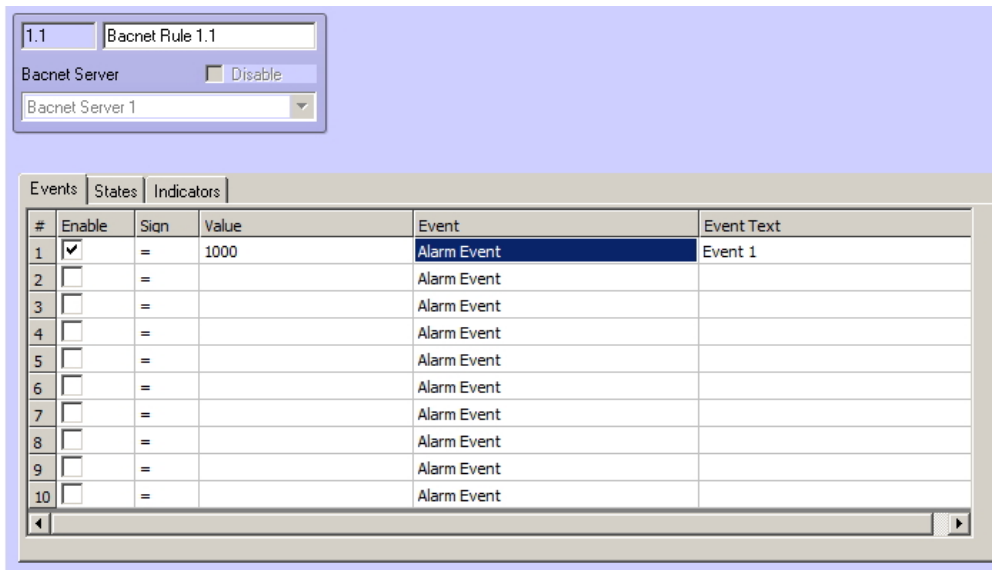 1.1 Bacnet Rule 1.1
Bacnet Server Disable
Bacnet Server 1
Events States Indicators
# Enable Sign Value Event Event Text
1 = 1000 Alarm Event Event 1
2 = Alarm Event
3 = Alarm Event
4 = Alarm Event
5 = Alarm Event
6 = Alarm Event
7 = Alarm Event
8 = Alarm Event
9 = Alarm Event
10 = Alarm Event